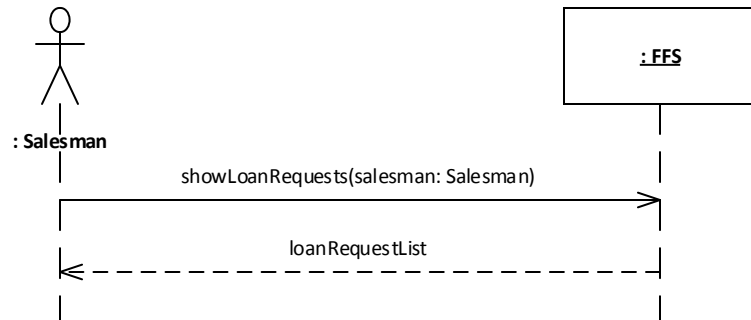 : FFS
: Salesman
showLoanRequests(salesman: Salesman)
loanRequestList